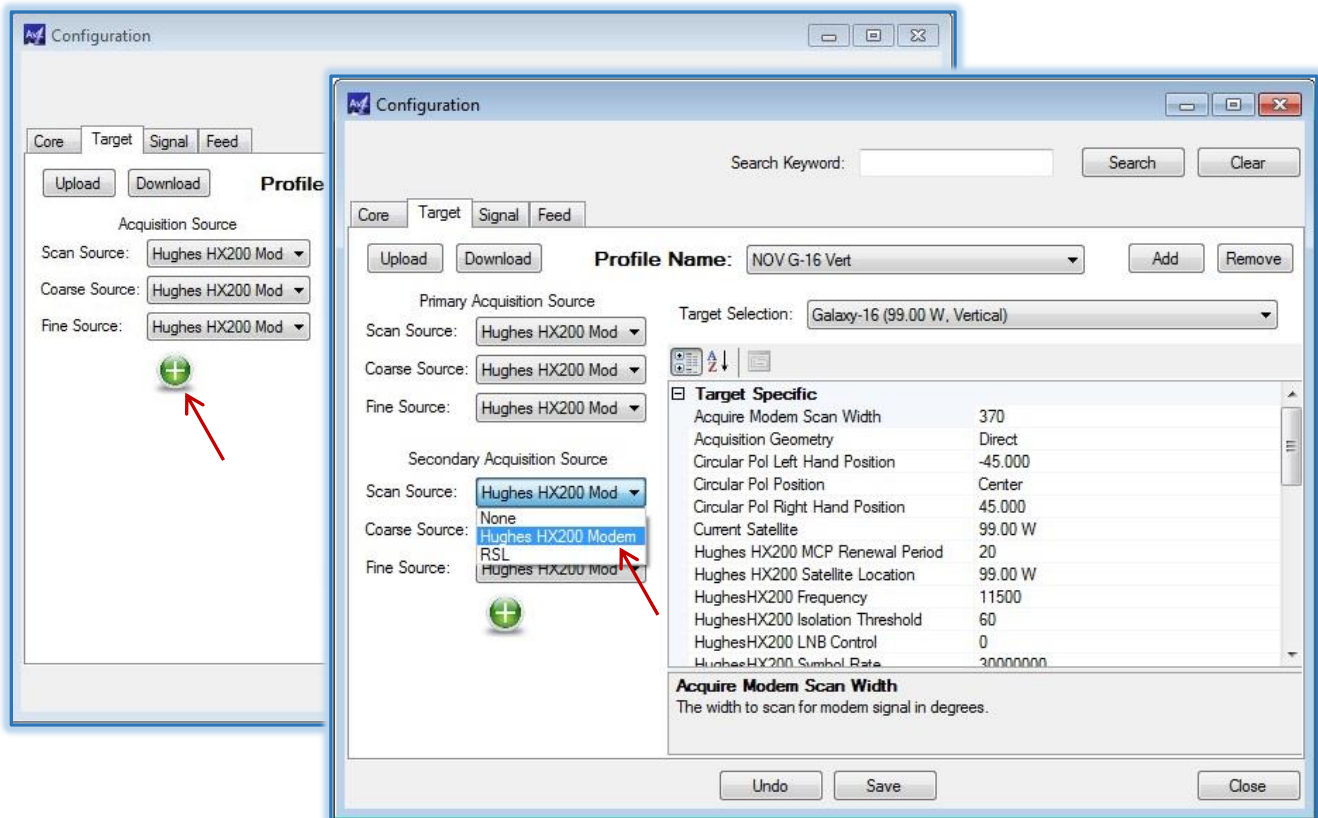 Configuration
Core Target Signal Feed
Upload Download Profile
Acquisition Source
Scan Source: Hughes HX200 Mod
Coarse Source: Hughes HX200 Mod
Fine Source: Hughes HX200 Mod
Configuration
Search Keyword: Search Clear
Core Target Signal Feed
Upload Download Profile Name: NOV G-16 Vert Add Remove
Primary Acquisition Source
Scan Source: Hughes HX200 Mod
Coarse Source: Hughes HX200 Mod
Fine Source: Hughes HX200 Mod
Secondary Acquisition Source
Scan Source: Hughes HX200 Mod
None
Coarse Source: Hughes HX200 Modem
RSL
Fine Source: Hughes HX200 Mod
Target Selection: Galaxy-16 (99.00 W, Vertical)
Target Specific
Acquire Modem Scan Width 370
Acquisition Geometry Direct
Circular Pol Left Hand Position -45.000
Circular Pol Position Center
Circular Pol Right Hand Position 45.000
Current Satellite 99.00 W
Hughes HX200 MCP Renewal Period 20
Hughes HX200 Satellite Location 99.00 W
HughesHX200 Frequency 11500
HughesHX200 Isolation Threshold 60
HughesHX200 LNB Control 0
HughesHX200 Symbol Rate 30000000
Acquire Modem Scan Width
The width to scan for modem signal in degrees.
Undo Save Close